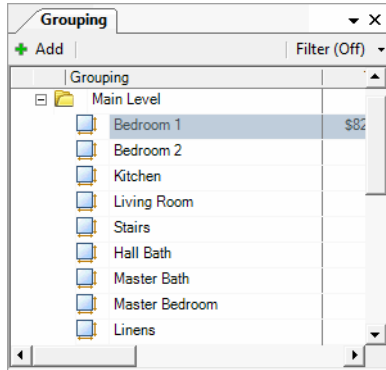 Grouping
Add Filter (Off)
Grouping
Main Level
Bedroom 1 $82
Bedroom 2
Kitchen
Living Room
Stairs
Hall Bath
Master Bath
Master Bedroom
Linens